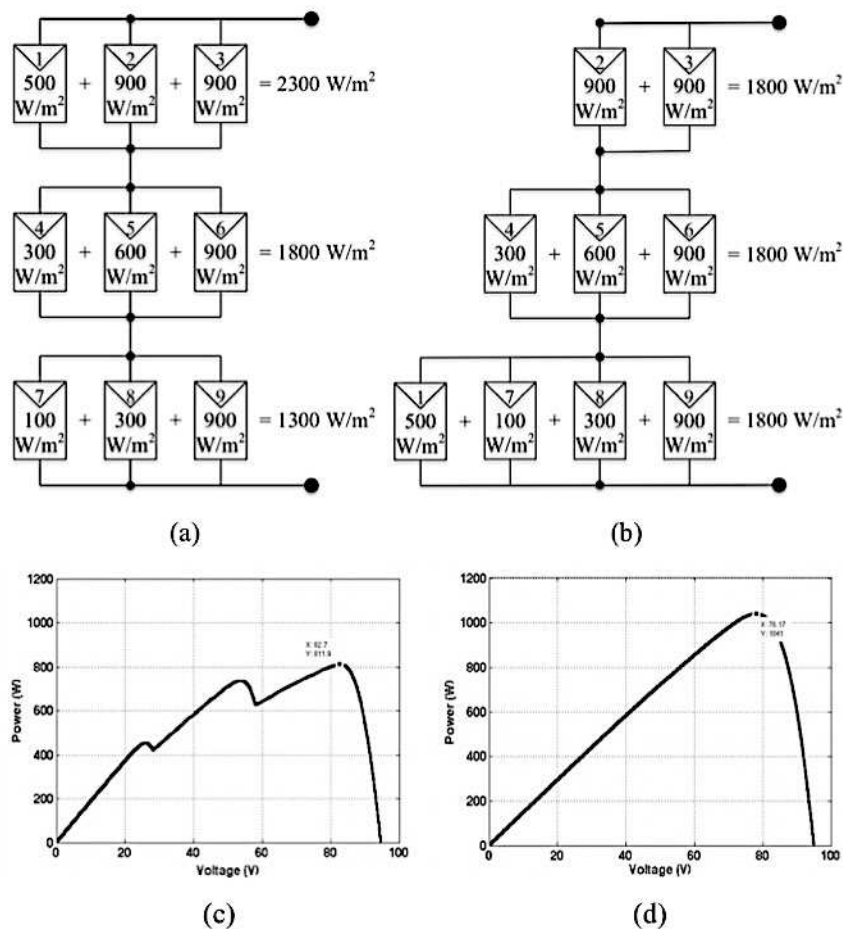 1 2 3
500 + 900 + 900 = 2300 W/m²
W/m² W/m² W/m²
4 5 6
300 + 600 + 900 = 1800 W/m²
W/m² W/m² W/m²
7 8 9
100 + 300 + 900 = 1300 W/m²
W/m² W/m² W/m²
(a)
2 3
900 + 900 = 1800 W/m²
W/m² W/m²
4 5 6
300 + 600 + 900 = 1800 W/m²
W/m² W/m² W/m²
1 7 8 9
500 + 100 + 300 + 900 = 1800 W/m²
W/m² W/m² W/m² W/m²
(b)
1200
1000
800
600
400
200
0
Power (W)
X: 82.7
Y: 811.9
0 20 40 60 80 100
Voltage (V)
(c)
1200
1000
800
600
400
200
0
Power (W)
Y: 1041
0 20 40 60 80 100
Voltage (V)
(d)